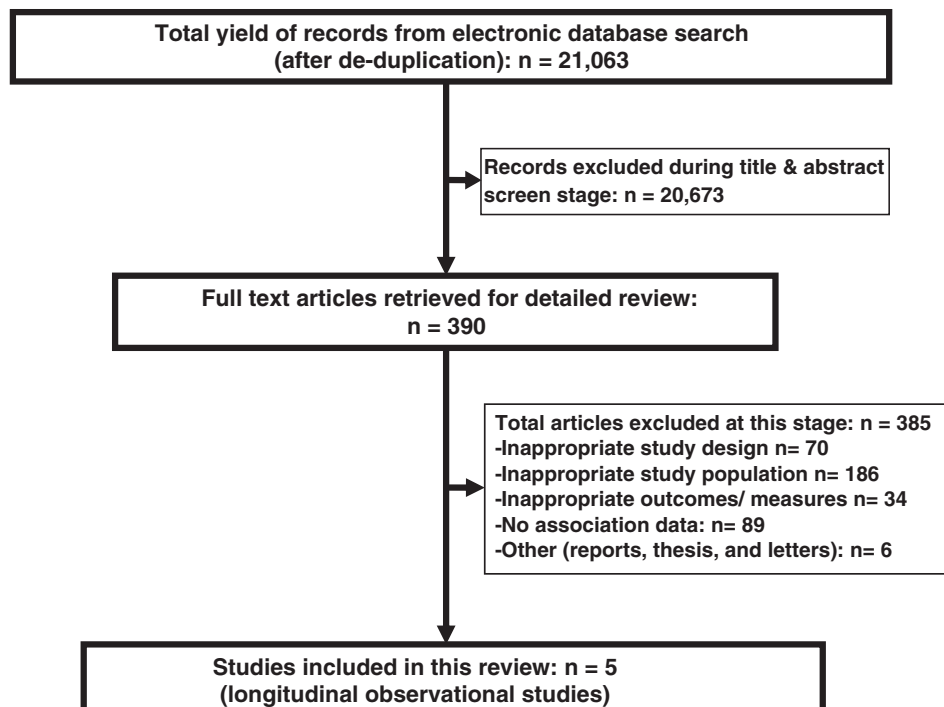 Total yield of records from electronic database search
(after de-duplication): n = 21,063
Records excluded during title & abstract
screen stage: n = 20,673
Full text articles retrieved for detailed review:
n = 390
Total articles excluded at this stage: n = 385
-Inappropriate study design n= 70
-Inappropriate study population n= 186
-Inappropriate outcomes/ measures n= 34
-No association data: n= 89
-Other (reports, thesis, and letters): n= 6
Studies included in this review: n = 5
(longitudinal observational studies)